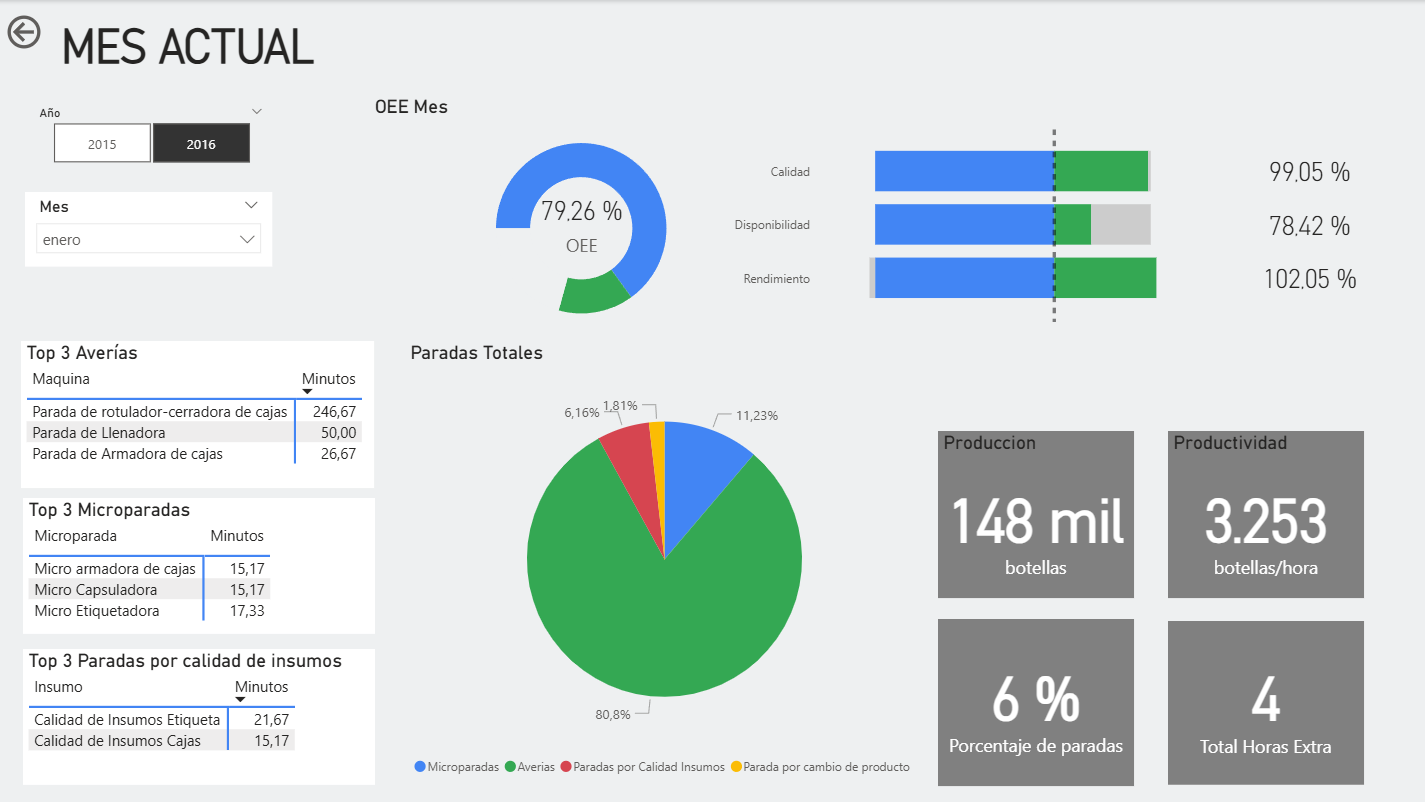 MES ACTUAL
Año
2015
2016
Mes
enero
OEE Mes
79,26 %
OEE
Calidad
99,05 %
Disponibilidad
78,42 %
Rendimiento
102,05 %
Top 3 Averías
Maquina Minutos
Parada de rotulador-cerradora de cajas 246,67
Parada de Llenadora 50,00
Parada de Armadora de cajas 26,67
Top 3 Microparadas
Microparada Minutos
Micro armadora de cajas 15,17
Micro Capsuladora 15,17
Micro Etiquetadora 17,33
Top 3 Paradas por calidad de insumos
Insumo Minutos
Calidad de Insumos Etiqueta 21,67
Calidad de Insumos Cajas 15,17
Paradas Totales
6,16%
1,81%
11,23%
80,8%
Microparadas Averias Paradas por Calidad Insumos Parada por cambio de producto
Produccion
148 mil
botellas
Productividad
3.253
botellas/hora
6 %
Porcentaje de paradas
4
Total Horas Extra